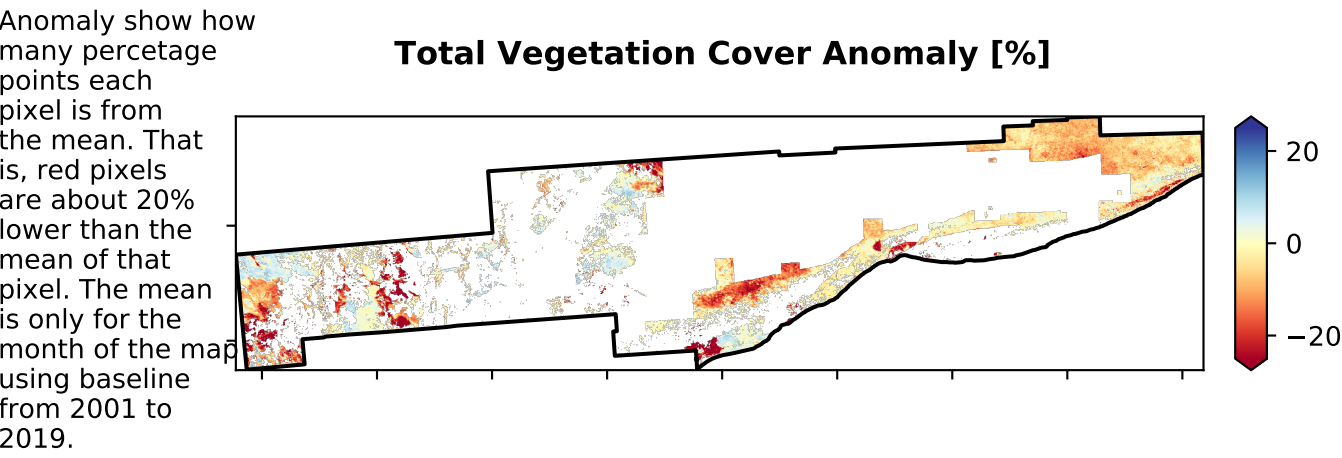 Anomaly show how
many percetage
points each
pixel is from
the mean. That
is, red pixels
are about 20%
lower than the
mean of that
pixel. The mean
is only for the
month of the map
using baseline
from 2001 to
2019.
Total Vegetation Cover Anomaly [%]
20
0
−20